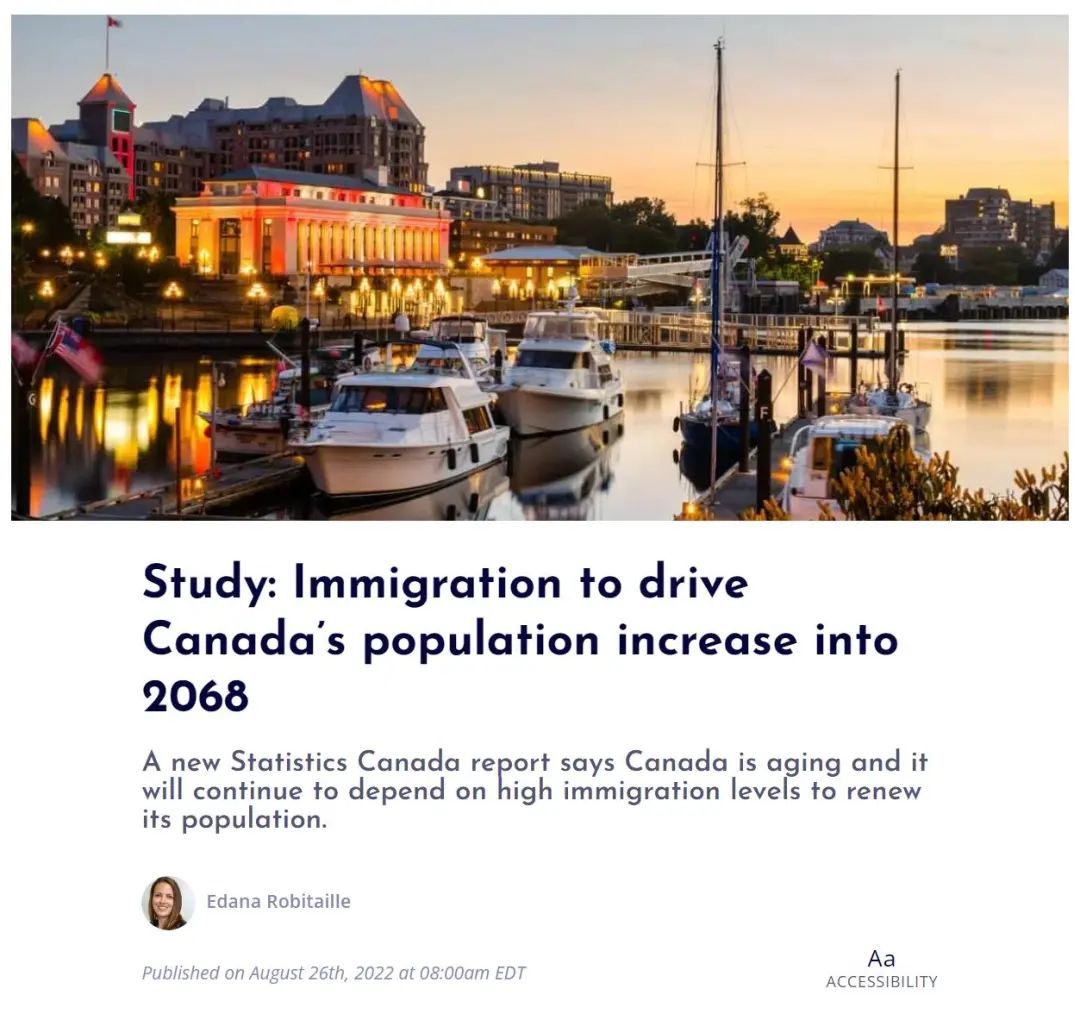 F
G
Study: Immigration to drive
Canada's population increase into
2068
A new Statistics Canada report says Canada is aging and it
will continue to depend on high immigration levels to renew
its population.
Edana Robitaille
Published on August 26th, 2022 at 08:00am EDT
Aa
ACCESSIBILITY